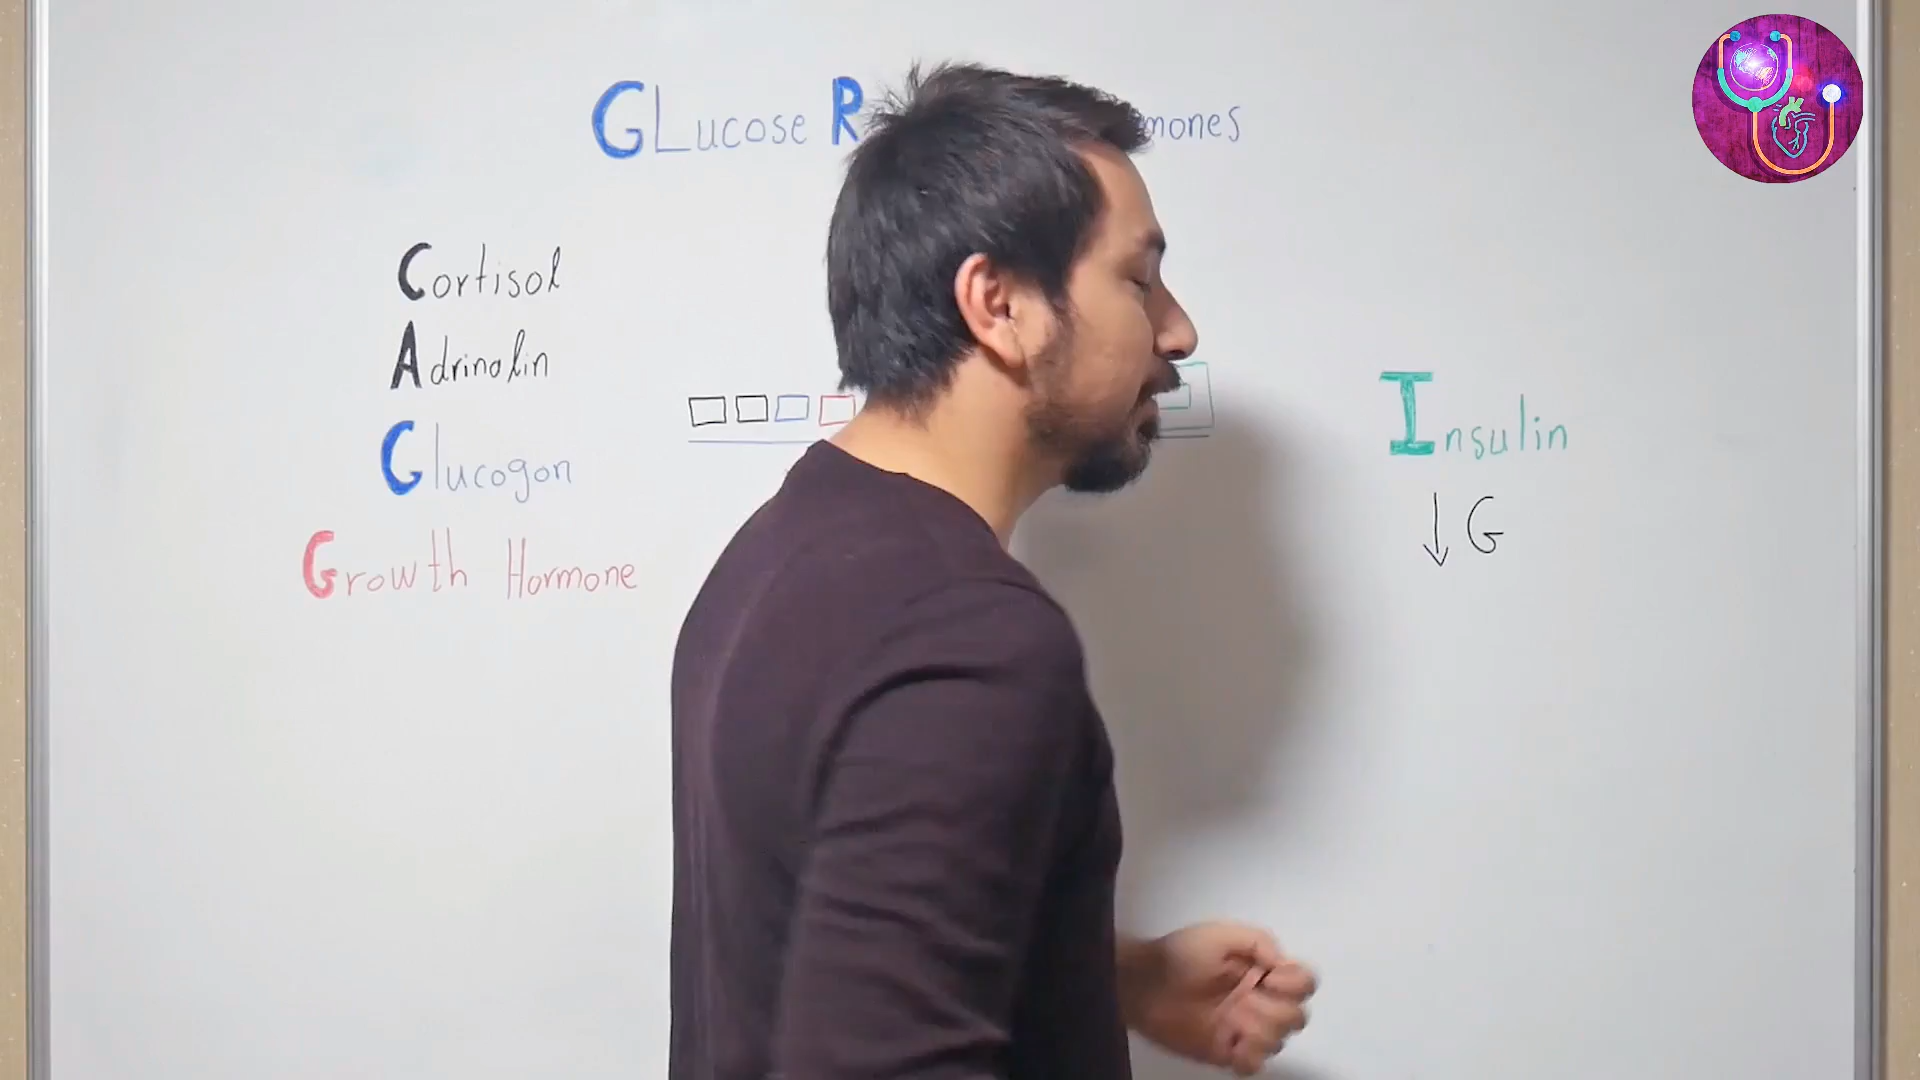 GLucose R mones
Cortisol
Adrinalin
Glucogon
Growth Hormone
Insulin
↓ G